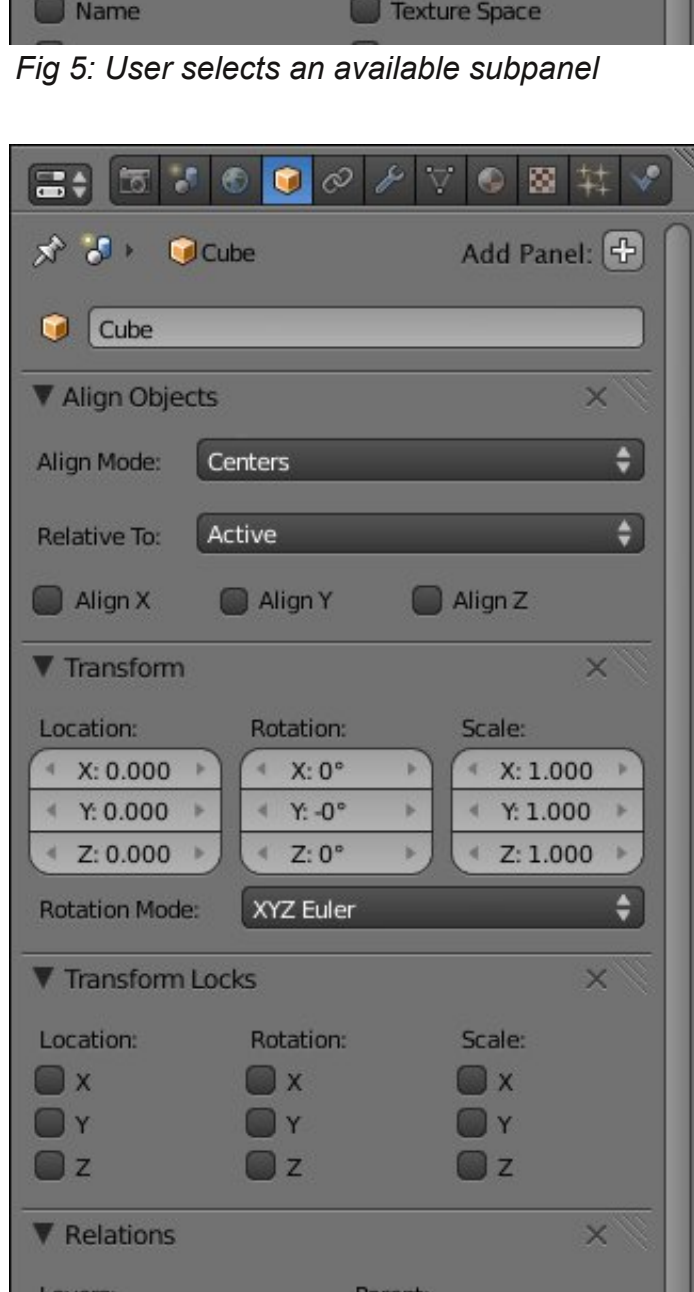 Name Texture Space
Fig 5: User selects an available subpanel
Cube Add Panel:
Cube
Align Objects
Align Mode: Centers
Relative To: Active
Align X Align Y Align Z
Transform
Location: Rotation: Scale:
X: 0.000 X: 0° X: 1.000
Y: 0.000 Y: -0° Y: 1.000
Z: 0.000 Z: 0° Z: 1.000
Rotation Mode: XYZ Euler
Transform Locks
Location: Rotation: Scale:
X X X
Y Y Y
Z Z Z
Relations